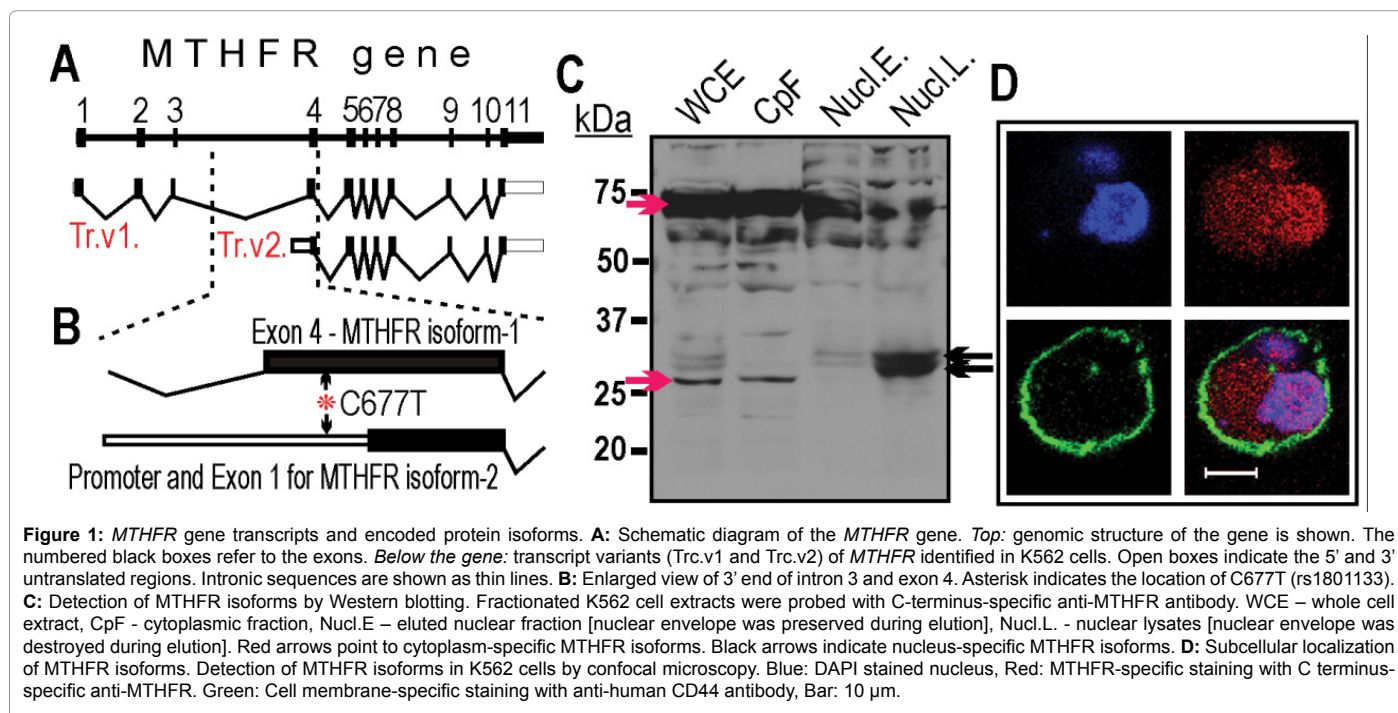 A MTHFR gene
1 2 3 4 5 6 7 8 9 10 11
Tr.v1.
Tr.v2.
B Exon 4 - MTHFR isoform-1
* C677T
Promoter and Exon 1 for MTHFR isoform-2
C
kDa WCE CpF Nucl.E. Nucl.L.
75
50
37
25
20
D
Figure 1: MTHFR gene transcripts and encoded protein isoforms. A: Schematic diagram of the MTHFR gene. Top: genomic structure of the gene is shown. The
numbered black boxes refer to the exons. Below the gene: transcript variants (Trc.v1 and Trc.v2) of MTHFR identified in K562 cells. Open boxes indicate the 5' and 3'
untranslated regions. Intronic sequences are shown as thin lines. B: Enlarged view of 3' end of intron 3 and exon 4. Asterisk indicates the location of C677T (rs1801133).
C: Detection of MTHFR isoforms by Western blotting. Fractionated K562 cell extracts were probed with C-terminus-specific anti-MTHFR antibody. WCE – whole cell
extract, CpF - cytoplasmic fraction, Nucl.E – eluted nuclear fraction [nuclear envelope was preserved during elution], Nucl.L. - nuclear lysates [nuclear envelope was
destroyed during elution]. Red arrows point to cytoplasm-specific MTHFR isoforms. Black arrows indicate nucleus-specific MTHFR isoforms. D: Subcellular localization
of MTHFR isoforms. Detection of MTHFR isoforms in K562 cells by confocal microscopy. Blue: DAPI stained nucleus, Red: MTHFR-specific staining with C terminus-
specific anti-MTHFR. Green: Cell membrane-specific staining with anti-human CD44 antibody, Bar: 10 µm.